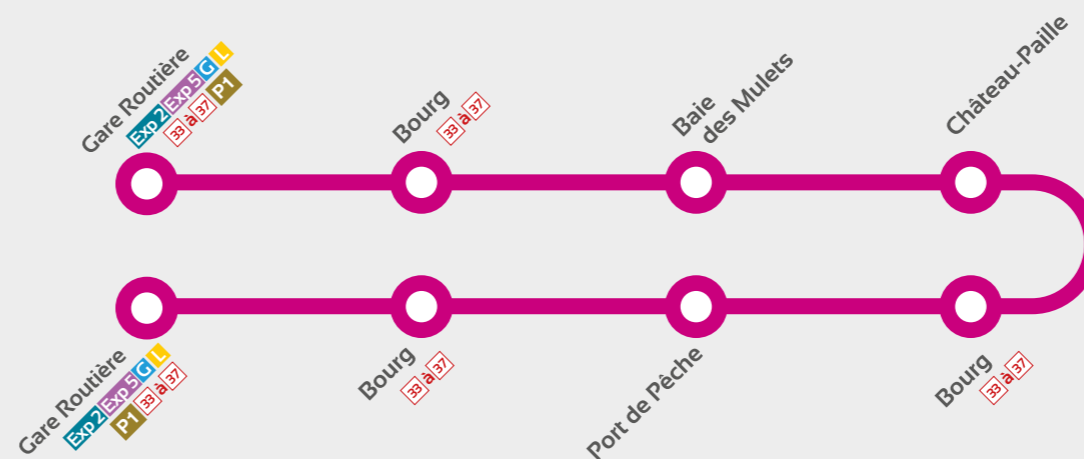 Gare Routière
Exp 2 Exp 5 G L
33 à 37 P1
Bourg
33 à 37
Baie
des Mulets
Château-Paille
Gare Routière
Exp 2 Exp 5 G L
P1 33 à 37
Bourg
33 à 37
Port de Pêche
Bourg
33 à 37